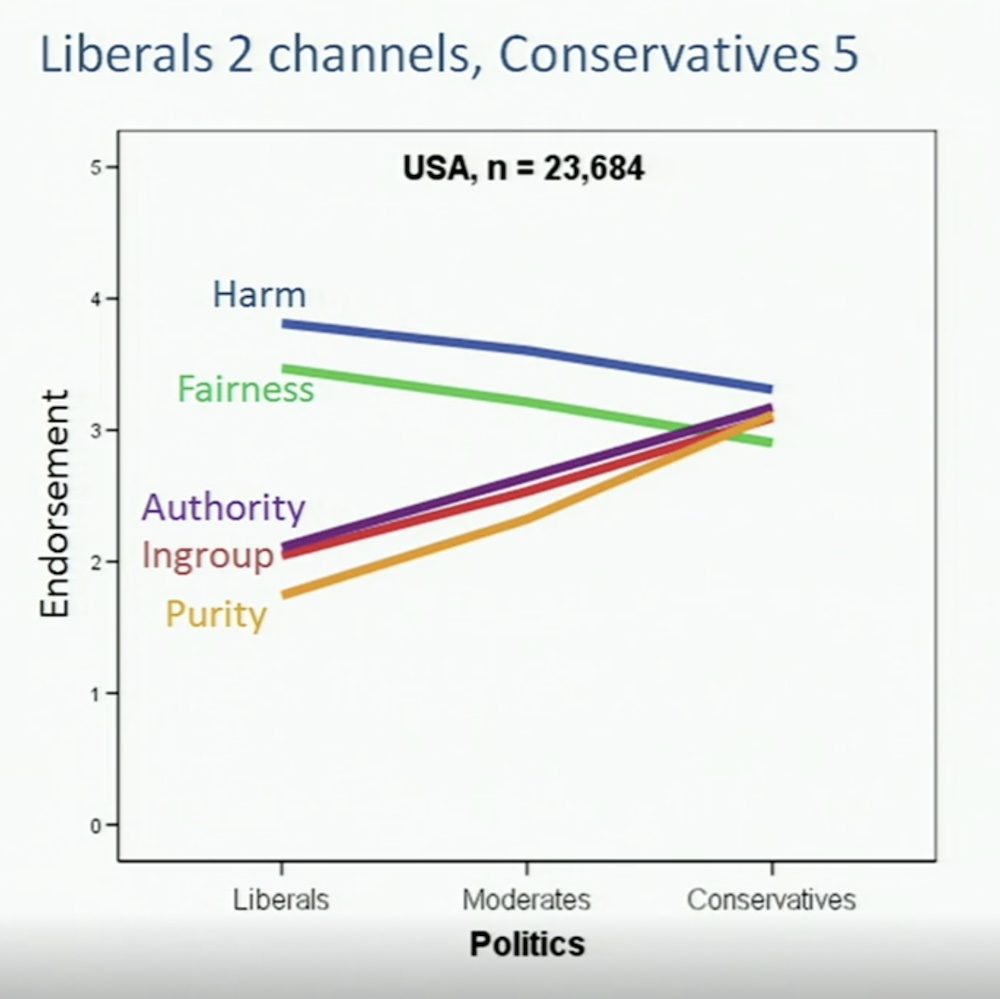 Liberals 2 channels, Conservatives 5
USA, n = 23,684
5
4
3
2
1
0
Endorsement
Harm
Fairness
Authority
Ingroup
Purity
Liberals
Moderates
Conservatives
Politics